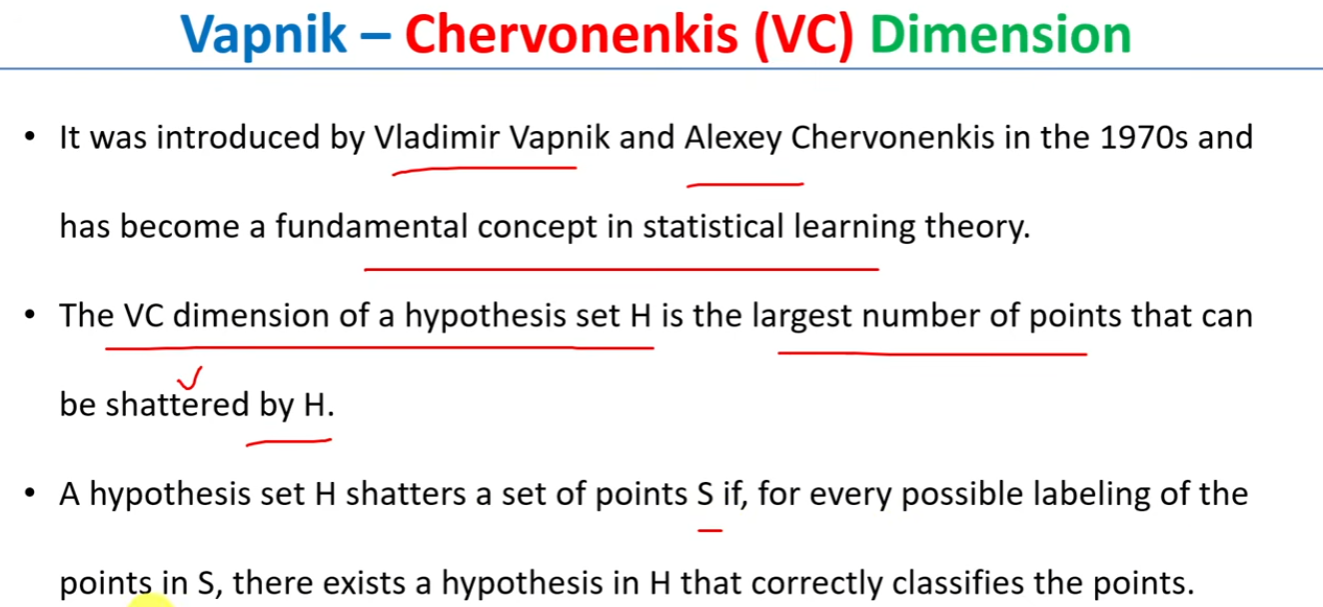 Vapnik – Chervonenkis (VC) Dimension
• It was introduced by Vladimir Vapnik and Alexey Chervonenkis in the 1970s and
has become a fundamental concept in statistical learning theory.
• The VC dimension of a hypothesis set H is the largest number of points that can
be shattered by H.
• A hypothesis set H shatters a set of points S if, for every possible labeling of the
points in S, there exists a hypothesis in H that correctly classifies the points.